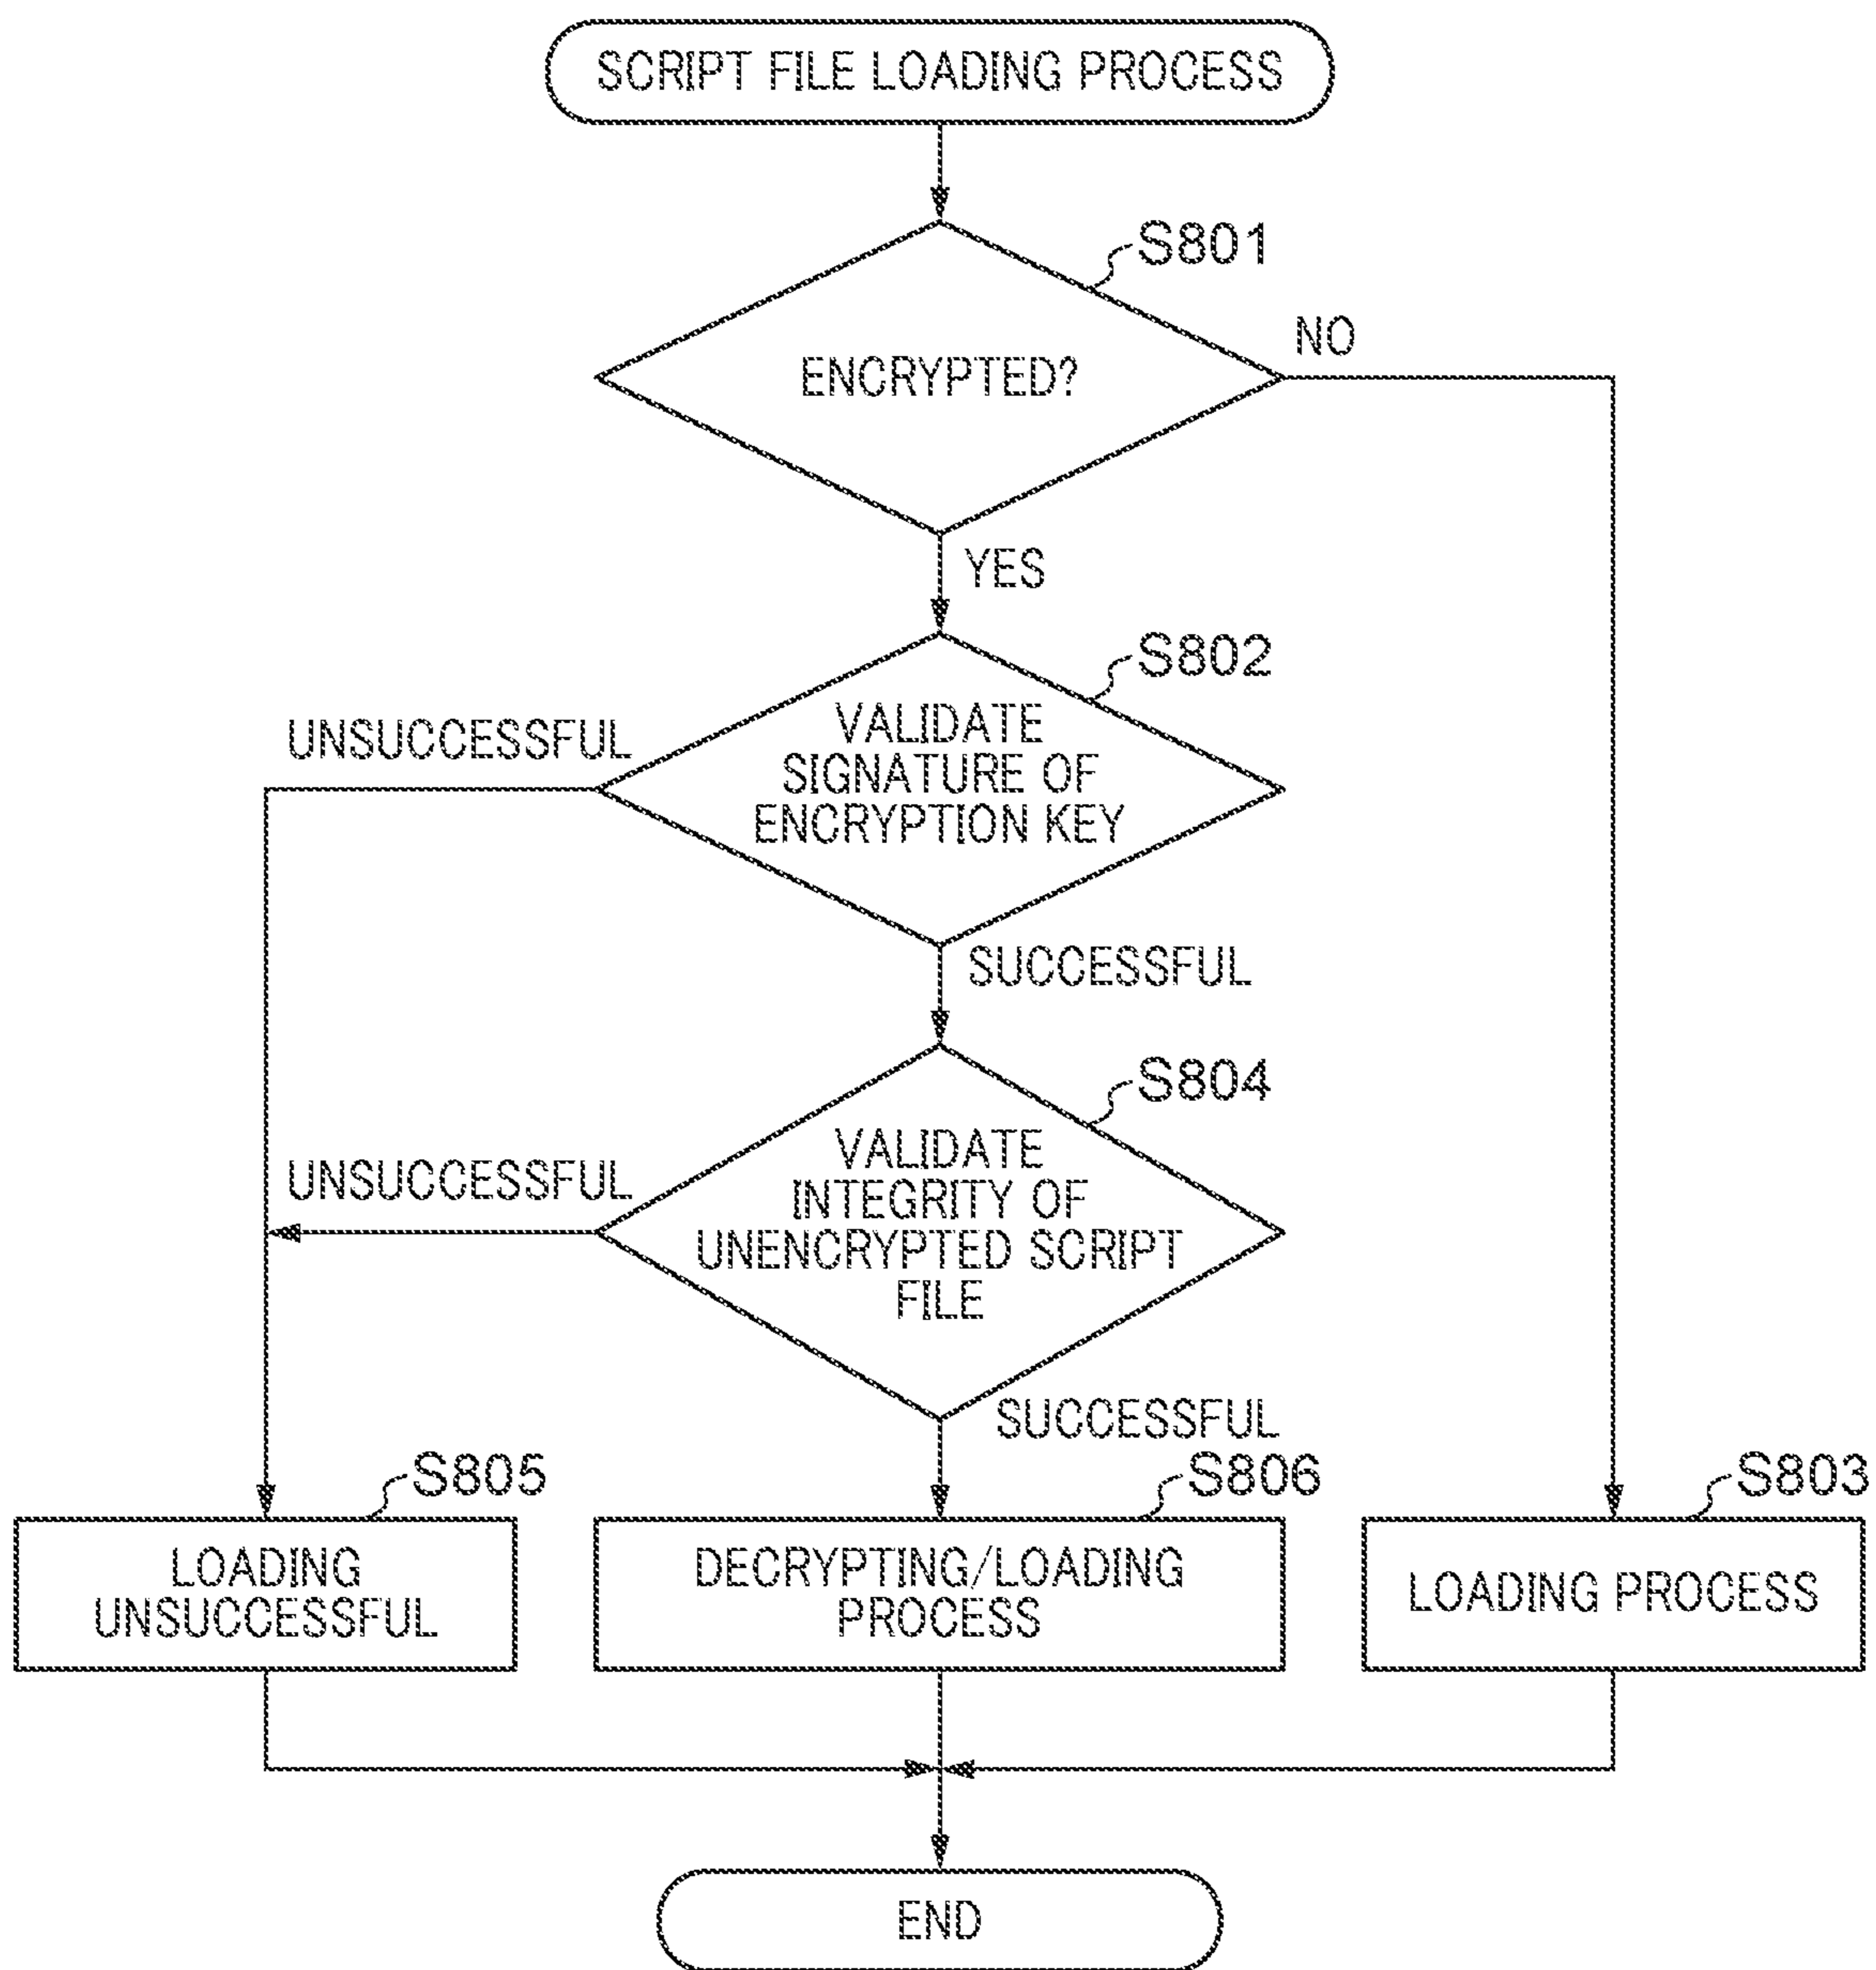 SCRIPT FILE LOADING PROCESS
S801
ENCRYPTED?
NO
YES
S802
VALIDATE
SIGNATURE OF
ENCRYPTION KEY
UNSUCCESSFUL
SUCCESSFUL
S804
VALIDATE
INTEGRITY OF
UNENCRYPTED SCRIPT
FILE
UNSUCCESSFUL
SUCCESSFUL
S805
LOADING
UNSUCCESSFUL
S806
DECRYPTING/LOADING
PROCESS
S803
LOADING PROCESS
END